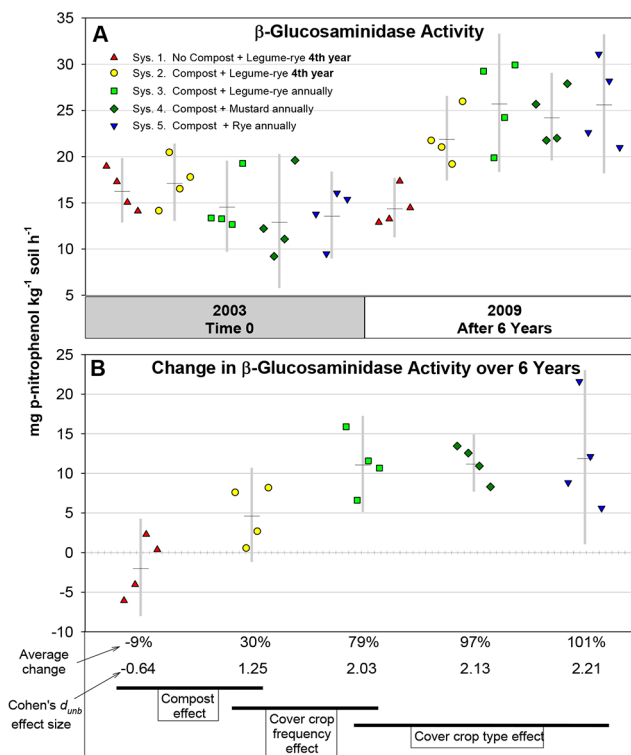 A
β-Glucosaminidase Activity
Sys. 1. No Compost + Legume-rye 4th year
Sys. 2. Compost + Legume-rye 4th year
Sys. 3. Compost + Legume-rye annually
Sys. 4. Compost + Mustard annually
Sys. 5. Compost + Rye annually
35
30
25
20
15
10
5
2003
Time 0
2009
After 6 Years
mg p-nitrophenol kg-1 soil h-1
B
Change in β-Glucosaminidase Activity over 6 Years
25
20
15
10
5
0
-5
-10
Average
change
-9% 30% 79% 97% 101%
-0.64 1.25 2.03 2.13 2.21
Cohen's dunb
effect size
Compost
effect
Cover crop
frequency
effect
Cover crop type effect